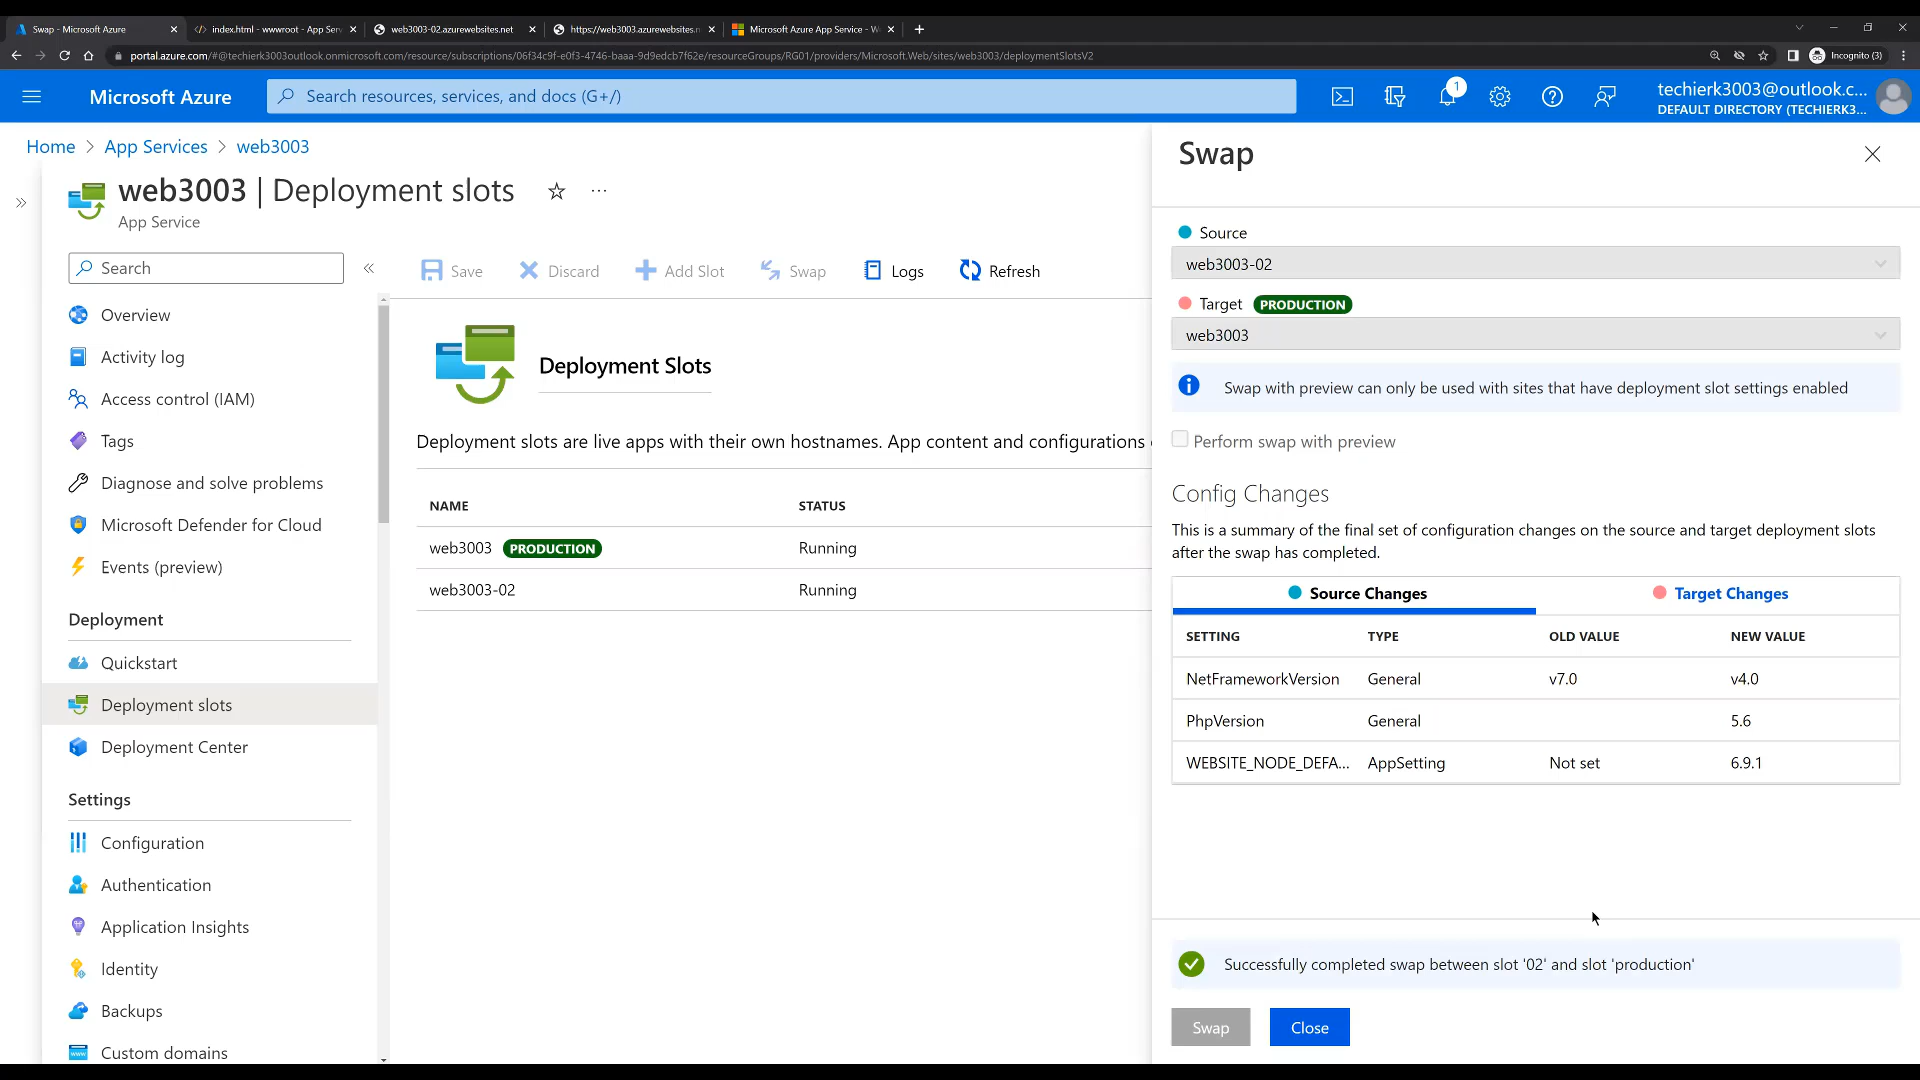 Swap - Microsoft Azure
index.html - wwwroot - App Serv
web3003-02.azurewebsites.net
https://web3003.azurewebsites.n
Microsoft Azure App Service - W
portal.azure.com/#@techierk3003outlook.onmicrosoft.com/resource/subscriptions/06f34c9f-e0f3-4746-baaa-9d9edcb7f62e/resourceGroups/RG01/providers/Microsoft.Web/sites/web3003/deploymentSlotsV2
Incognito (3)
Microsoft Azure
Search resources, services, and docs (G+/)
1
techierk3003@outlook.c...
DEFAULT DIRECTORY (TECHIERK3...
Home > App Services > web3003
web3003 | Deployment slots
App Service
Search
Overview
Activity log
Access control (IAM)
Tags
Diagnose and solve problems
Microsoft Defender for Cloud
Events (preview)
Deployment
Quickstart
Deployment slots
Deployment Center
Settings
Configuration
Authentication
Application Insights
Identity
Backups
Custom domains
Save Discard Add Slot Swap Logs Refresh
Deployment Slots
Deployment slots are live apps with their own hostnames. App content and configurations
NAME STATUS
web3003 PRODUCTION Running
web3003-02 Running
Swap
Source
web3003-02
Target PRODUCTION
web3003
Swap with preview can only be used with sites that have deployment slot settings enabled
Perform swap with preview
Config Changes
This is a summary of the final set of configuration changes on the source and target deployment slots
after the swap has completed.
Source Changes Target Changes
SETTING TYPE OLD VALUE NEW VALUE
NetFrameworkVersion General v7.0 v4.0
PhpVersion General 5.6
WEBSITE_NODE_DEFA... AppSetting Not set 6.9.1
Successfully completed swap between slot '02' and slot 'production'
Swap Close